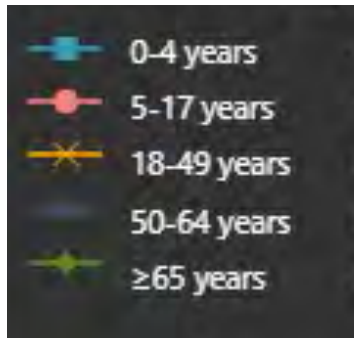 0-4 years
5-17 years
18-49 years
50-64 years
≥65 years